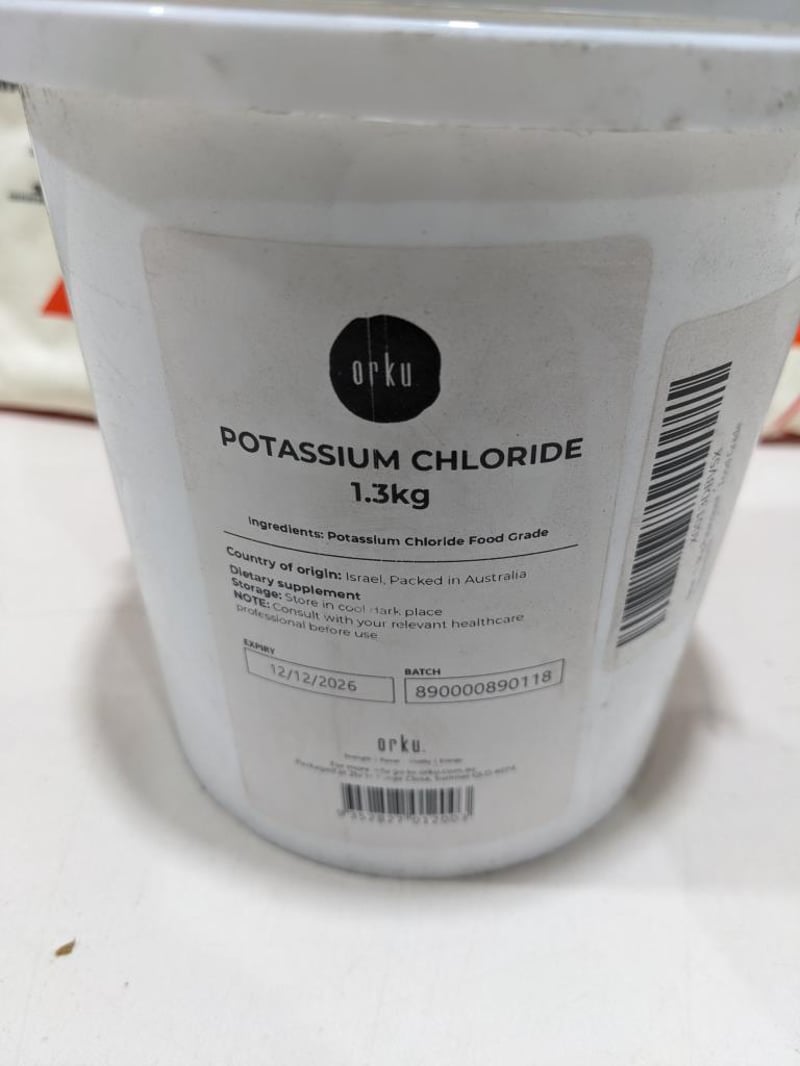 orku
POTASSIUM CHLORIDE
1.3kg
Ingredients: Potassium Chloride Food Grade
Country of origin: Israel, Packed in Australia
Dietary supplement
Storage: Store in cool dark place
NOTE: Consult with your relevant healthcare
professional before use
EXPIRY
12/12/2026
BATCH
890000890118
orku.
Food Grade